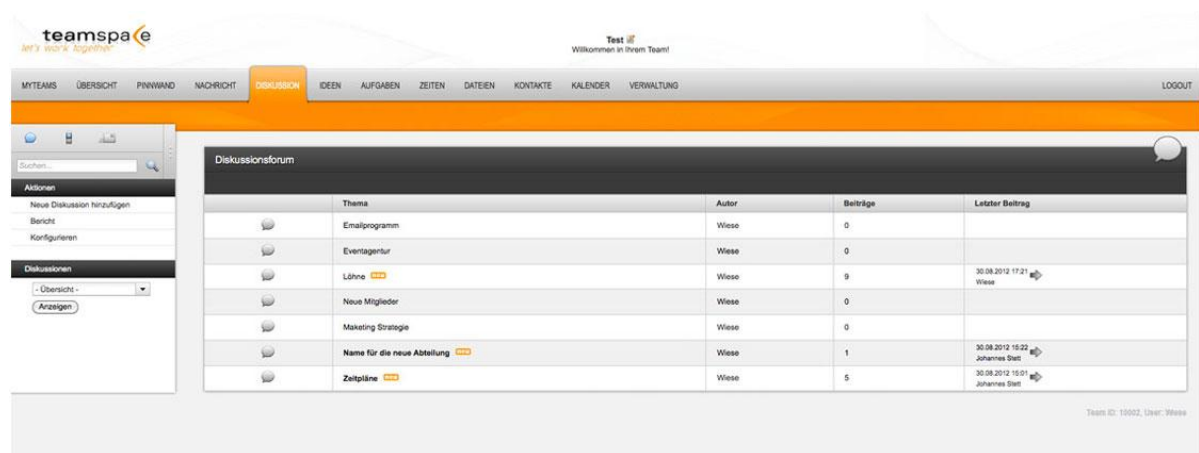 teamspace
let's work together
Test
Willkommen in Ihrem Team!
MYTEAMS ÜBERSICHT PINNWAND NACHRICHT DISKUSSION IDEEN AUFGABEN ZEITEN DATEIEN KONTAKTE KALENDER VERWALTUNG LOGOUT
Suchen...
Aktionen
Neue Diskussion hinzufügen
Bericht
Konfigurieren
Diskussionen
- Übersicht -
Anzeigen
Diskussionsforum
Thema Autor Beiträge Letzter Beitrag
Emailprogramm Wiese 0
Eventagentur Wiese 0
Löhne Wiese 9 30.08.2012 17:21
Wiese
Neue Mitglieder Wiese 0
Maketing Strategie Wiese 0
Name für die neue Abteilung Wiese 1 30.08.2012 15:22
Johannes Stett
Zeitpläne Wiese 5 30.08.2012 15:01
Johannes Stett
Team ID: 10002, User: Wiese